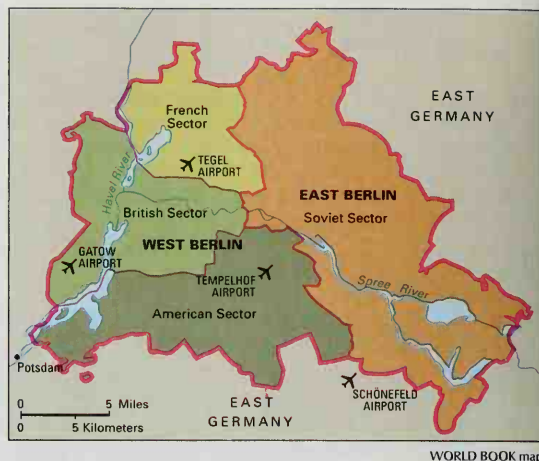 EAST
GERMANY
French
Sector
TEGEL
AIRPORT
Havel River
EAST BERLIN
Soviet Sector
British Sector
WEST BERLIN
GATOW
AIRPORT
TEMPELHOF
AIRPORT
Spree River
American Sector
Potsdam
SCHÖNEFELD
AIRPORT
0 5 Miles
0 5 Kilometers
EAST
GERMANY
WORLD BOOK map